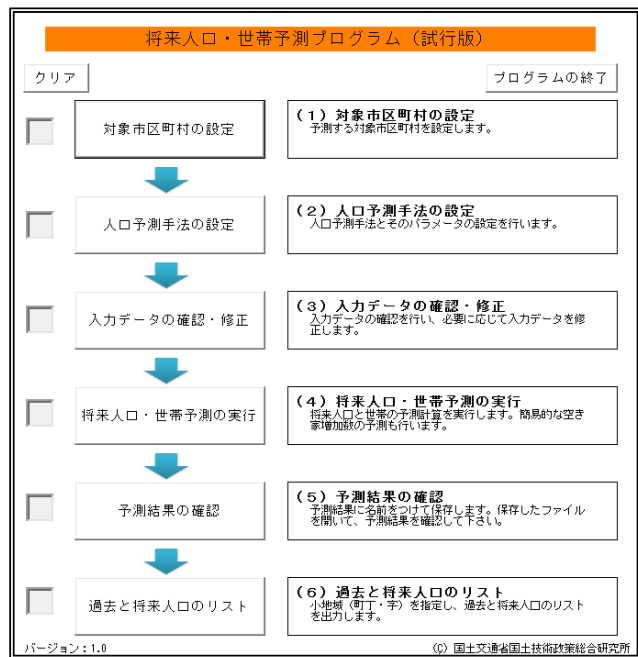 将来人口・世帯予測プログラム（試行版）
クリア
プログラムの終了
対象市区町村の設定
（１）対象市区町村の設定
予測する対象市区町村を設定します。
人口予測手法の設定
（２）人口予測手法の設定
人口予測手法とそのパラメータの設定を行います。
入力データの確認・修正
（３）入力データの確認・修正
入力データの確認を行い、必要に応じて入力データを修
正します。
将来人口・世帯予測の実行
（４）将来人口・世帯予測の実行
将来人口と世帯の予測計算を実行します。簡易的な空き
家増加数の予測も行います。
予測結果の確認
（５）予測結果の確認
予測結果に名前をつけて保存します。保存したファイル
を開いて、予測結果を確認して下さい。
過去と将来人口のリスト
（６）過去と将来人口のリスト
小地域（町丁・字）を指定し、過去と将来人口のリスト
を出力します。
バージョン：1.0
(C) 国土交通省国土技術政策総合研究所